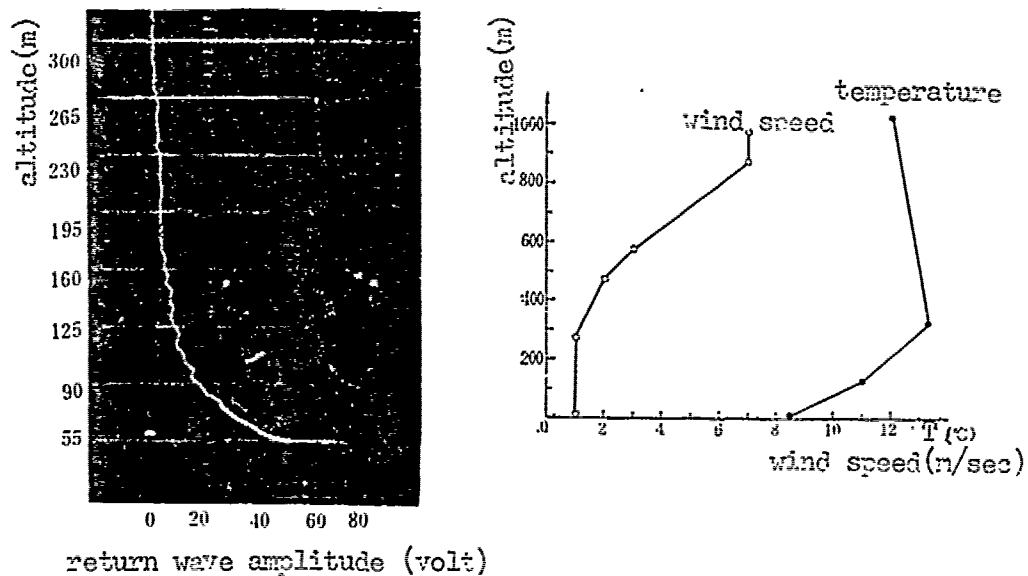 altitude(m)
300
265
230
195
160
125
90
55
0 20 40 60 80
return wave amplitude (volt)
altitude(m)
1000
800
600
400
200
wind speed
temperature
.0 2 4 6 8 10 12 T(℃)
wind speed(m/sec)